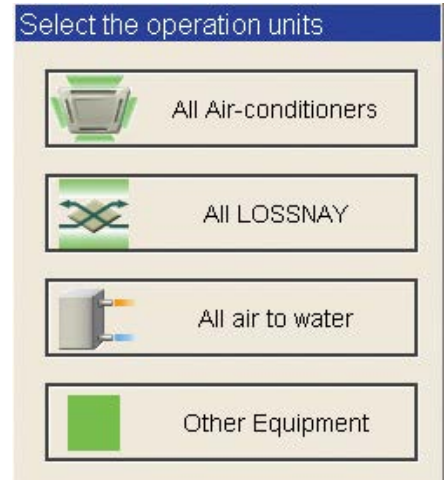 Select the operation units
All Air-conditioners
All LOSSNAY
All air to water
Other Equipment